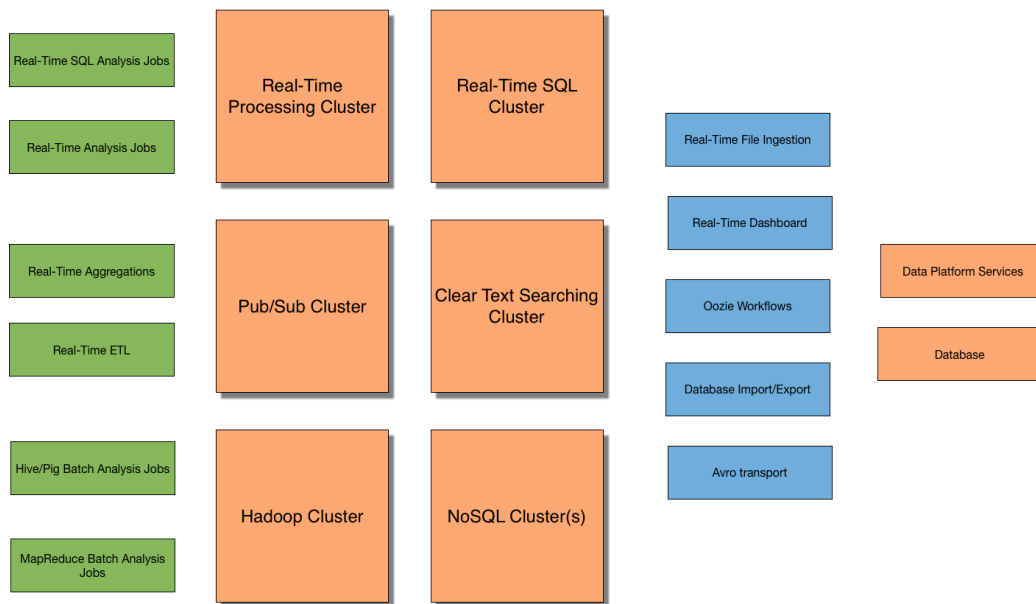 Real-Time SQL Analysis Jobs
Real-Time Analysis Jobs
Real-Time Aggregations
Real-Time ETL
Hive/Pig Batch Analysis Jobs
MapReduce Batch Analysis
Jobs
Real-Time
Processing Cluster
Real-Time SQL
Cluster
Pub/Sub Cluster
Clear Text Searching
Cluster
Hadoop Cluster
NoSQL Cluster(s)
Real-Time File Ingestion
Real-Time Dashboard
Oozie Workflows
Database Import/Export
Avro transport
Data Platform Services
Database